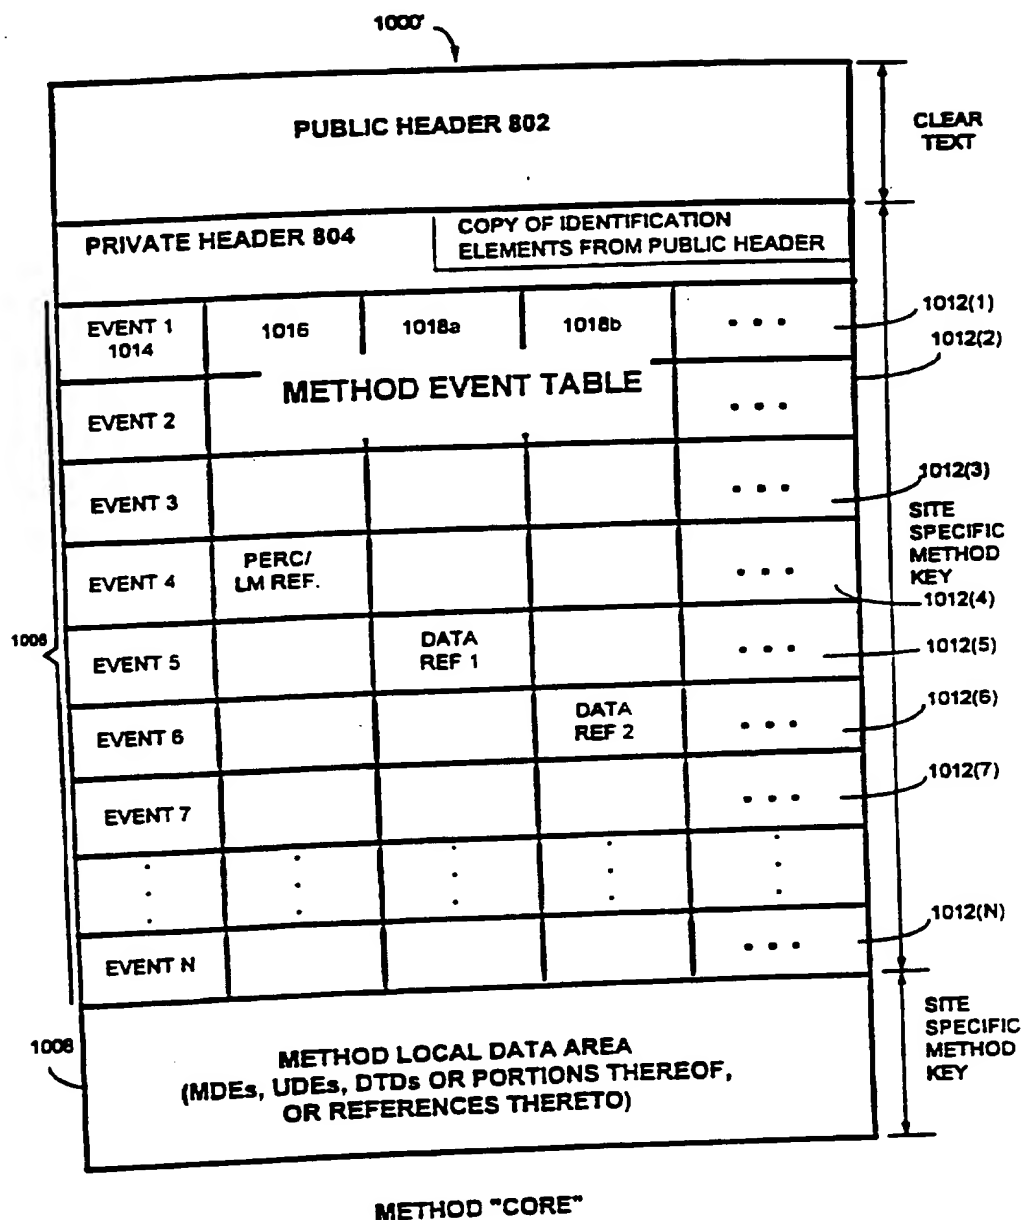 1000'
PUBLIC HEADER 802
CLEAR
TEXT
PRIVATE HEADER 804
COPY OF IDENTIFICATION
ELEMENTS FROM PUBLIC HEADER
EVENT 1
1014
1016
1018a
1018b
• • •
1012(1)
1012(2)
METHOD EVENT TABLE
EVENT 2
• • •
EVENT 3
• • •
1012(3)
SITE
SPECIFIC
METHOD
KEY
EVENT 4
PERC/
LM REF.
• • •
1012(4)
1006
EVENT 5
DATA
REF 1
• • •
1012(5)
EVENT 6
DATA
REF 2
• • •
1012(6)
EVENT 7
• • •
1012(7)
EVENT N
• • •
1012(N)
1008
METHOD LOCAL DATA AREA
(MDEs, UDEs, DTDs OR PORTIONS THEREOF,
OR REFERENCES THERETO)
SITE
SPECIFIC
METHOD
KEY
METHOD "CORE"